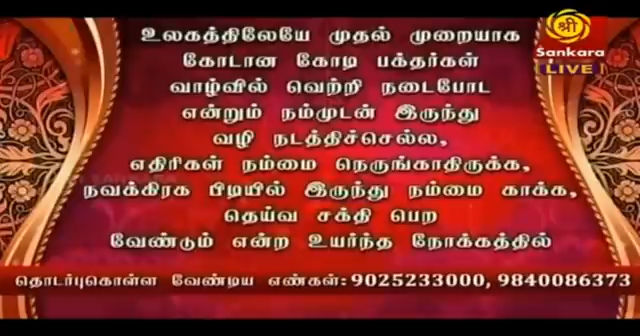 ஸ்ரீ
Sankara
LIVE
உலகத்திலேயே முதல் முறையாக
கோடான கோடி பக்தர்கள்
வாழ்வில் வெற்றி நடைபோட
என்றும் நம்முடன் இருந்து
வழி நடத்திச்செல்ல,
எதிரிகள் நம்மை நெருங்காதிருக்க,
நவக்கிரக பிடியில் இருந்து நம்மை காக்க,
தெய்வ சக்தி பெற
வேண்டும் என்ற உயர்ந்த நோக்கத்தில்
தொடர்புகொள்ள வேண்டிய எண்கள்: 9025233000, 9840086373